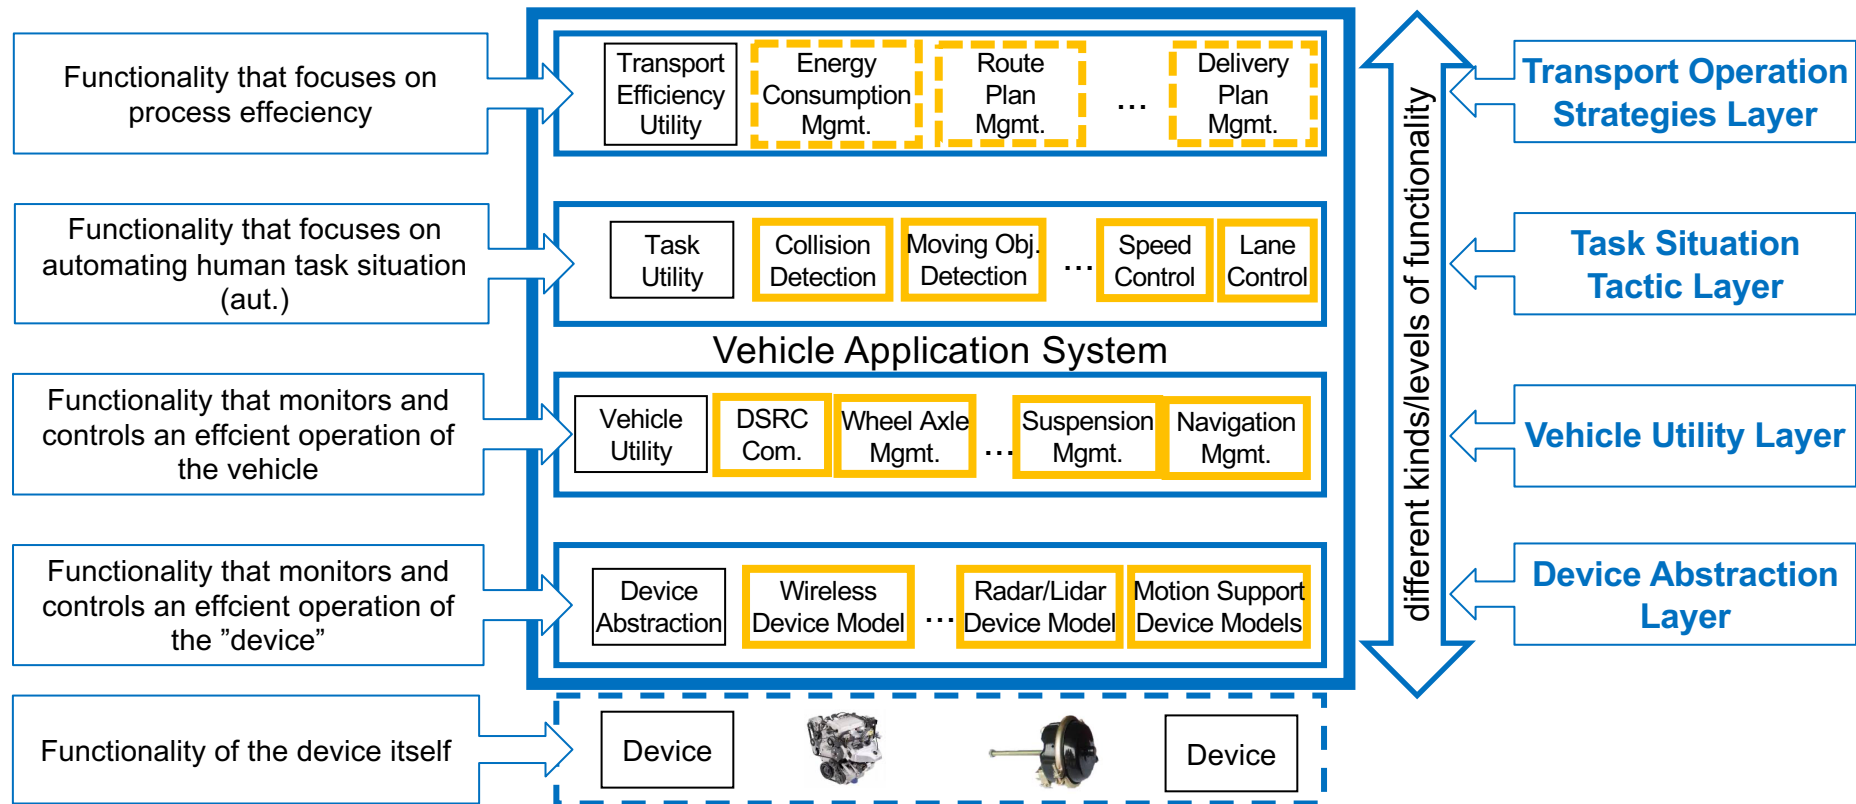 Functionality that focuses on
process effeciency
Transport
Efficiency
Utility
Energy
Consumption
Mgmt.
Route
Plan
Mgmt.
...
Delivery
Plan
Mgmt.
Transport Operation
Strategies Layer
Functionality that focuses on
automating human task situation
(aut.)
Task
Utility
Collision
Detection
Moving Obj.
Detection
...
Speed
Control
Lane
Control
Task Situation
Tactic Layer
Vehicle Application System
different kinds/levels of functionality
Functionality that monitors and
controls an effcient operation of
the vehicle
Vehicle
Utility
DSRC
Com.
Wheel Axle
Mgmt.
...
Suspension
Mgmt.
Navigation
Mgmt.
Vehicle Utility Layer
Functionality that monitors and
controls an effcient operation of
the ”device”
Device
Abstraction
Wireless
Device Model
...
Radar/Lidar
Device Model
Motion Support
Device Models
Device Abstraction
Layer
Functionality of the device itself
Device
Device